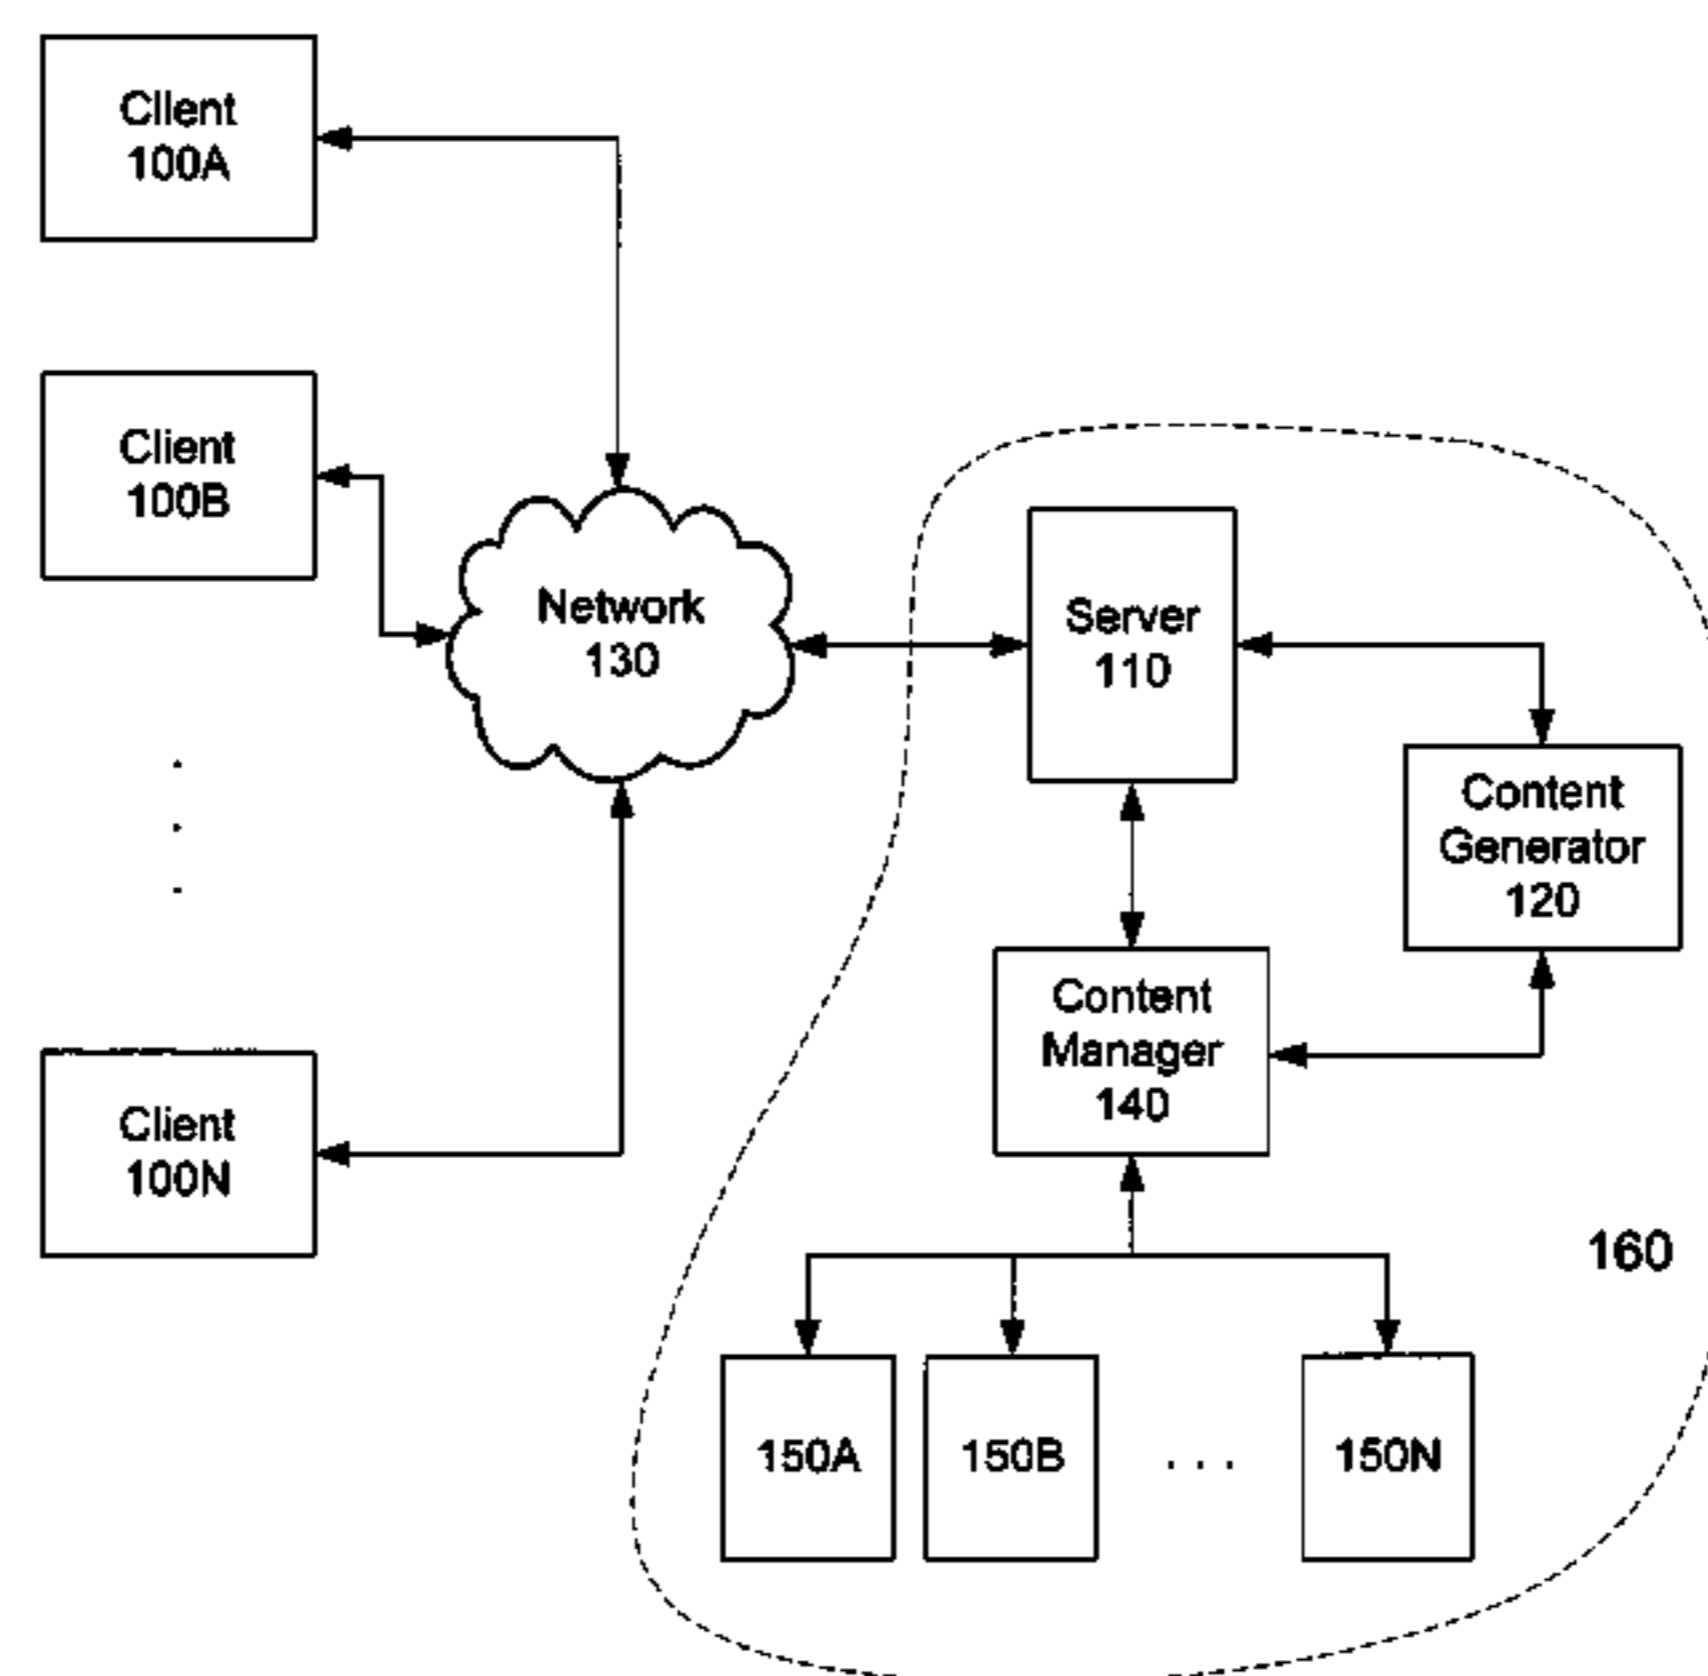 Client
100A
Client
100B
Network
130
Server
110
Content
Generator
120
Content
Manager
140
Client
100N
160
150A
150B
. . .
150N